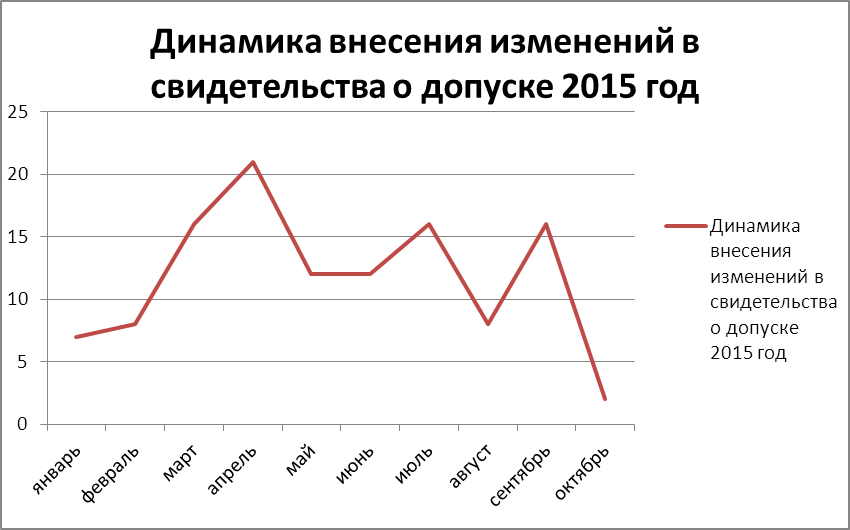 Динамика внесения изменений в
свидетельства о допуске 2015 год
25
20
15
10
5
0
январь
февраль
март
апрель
май
июнь
июль
август
сентябрь
октябрь
Динамика
внесения
изменений в
свидетельства
о допуске
2015 год